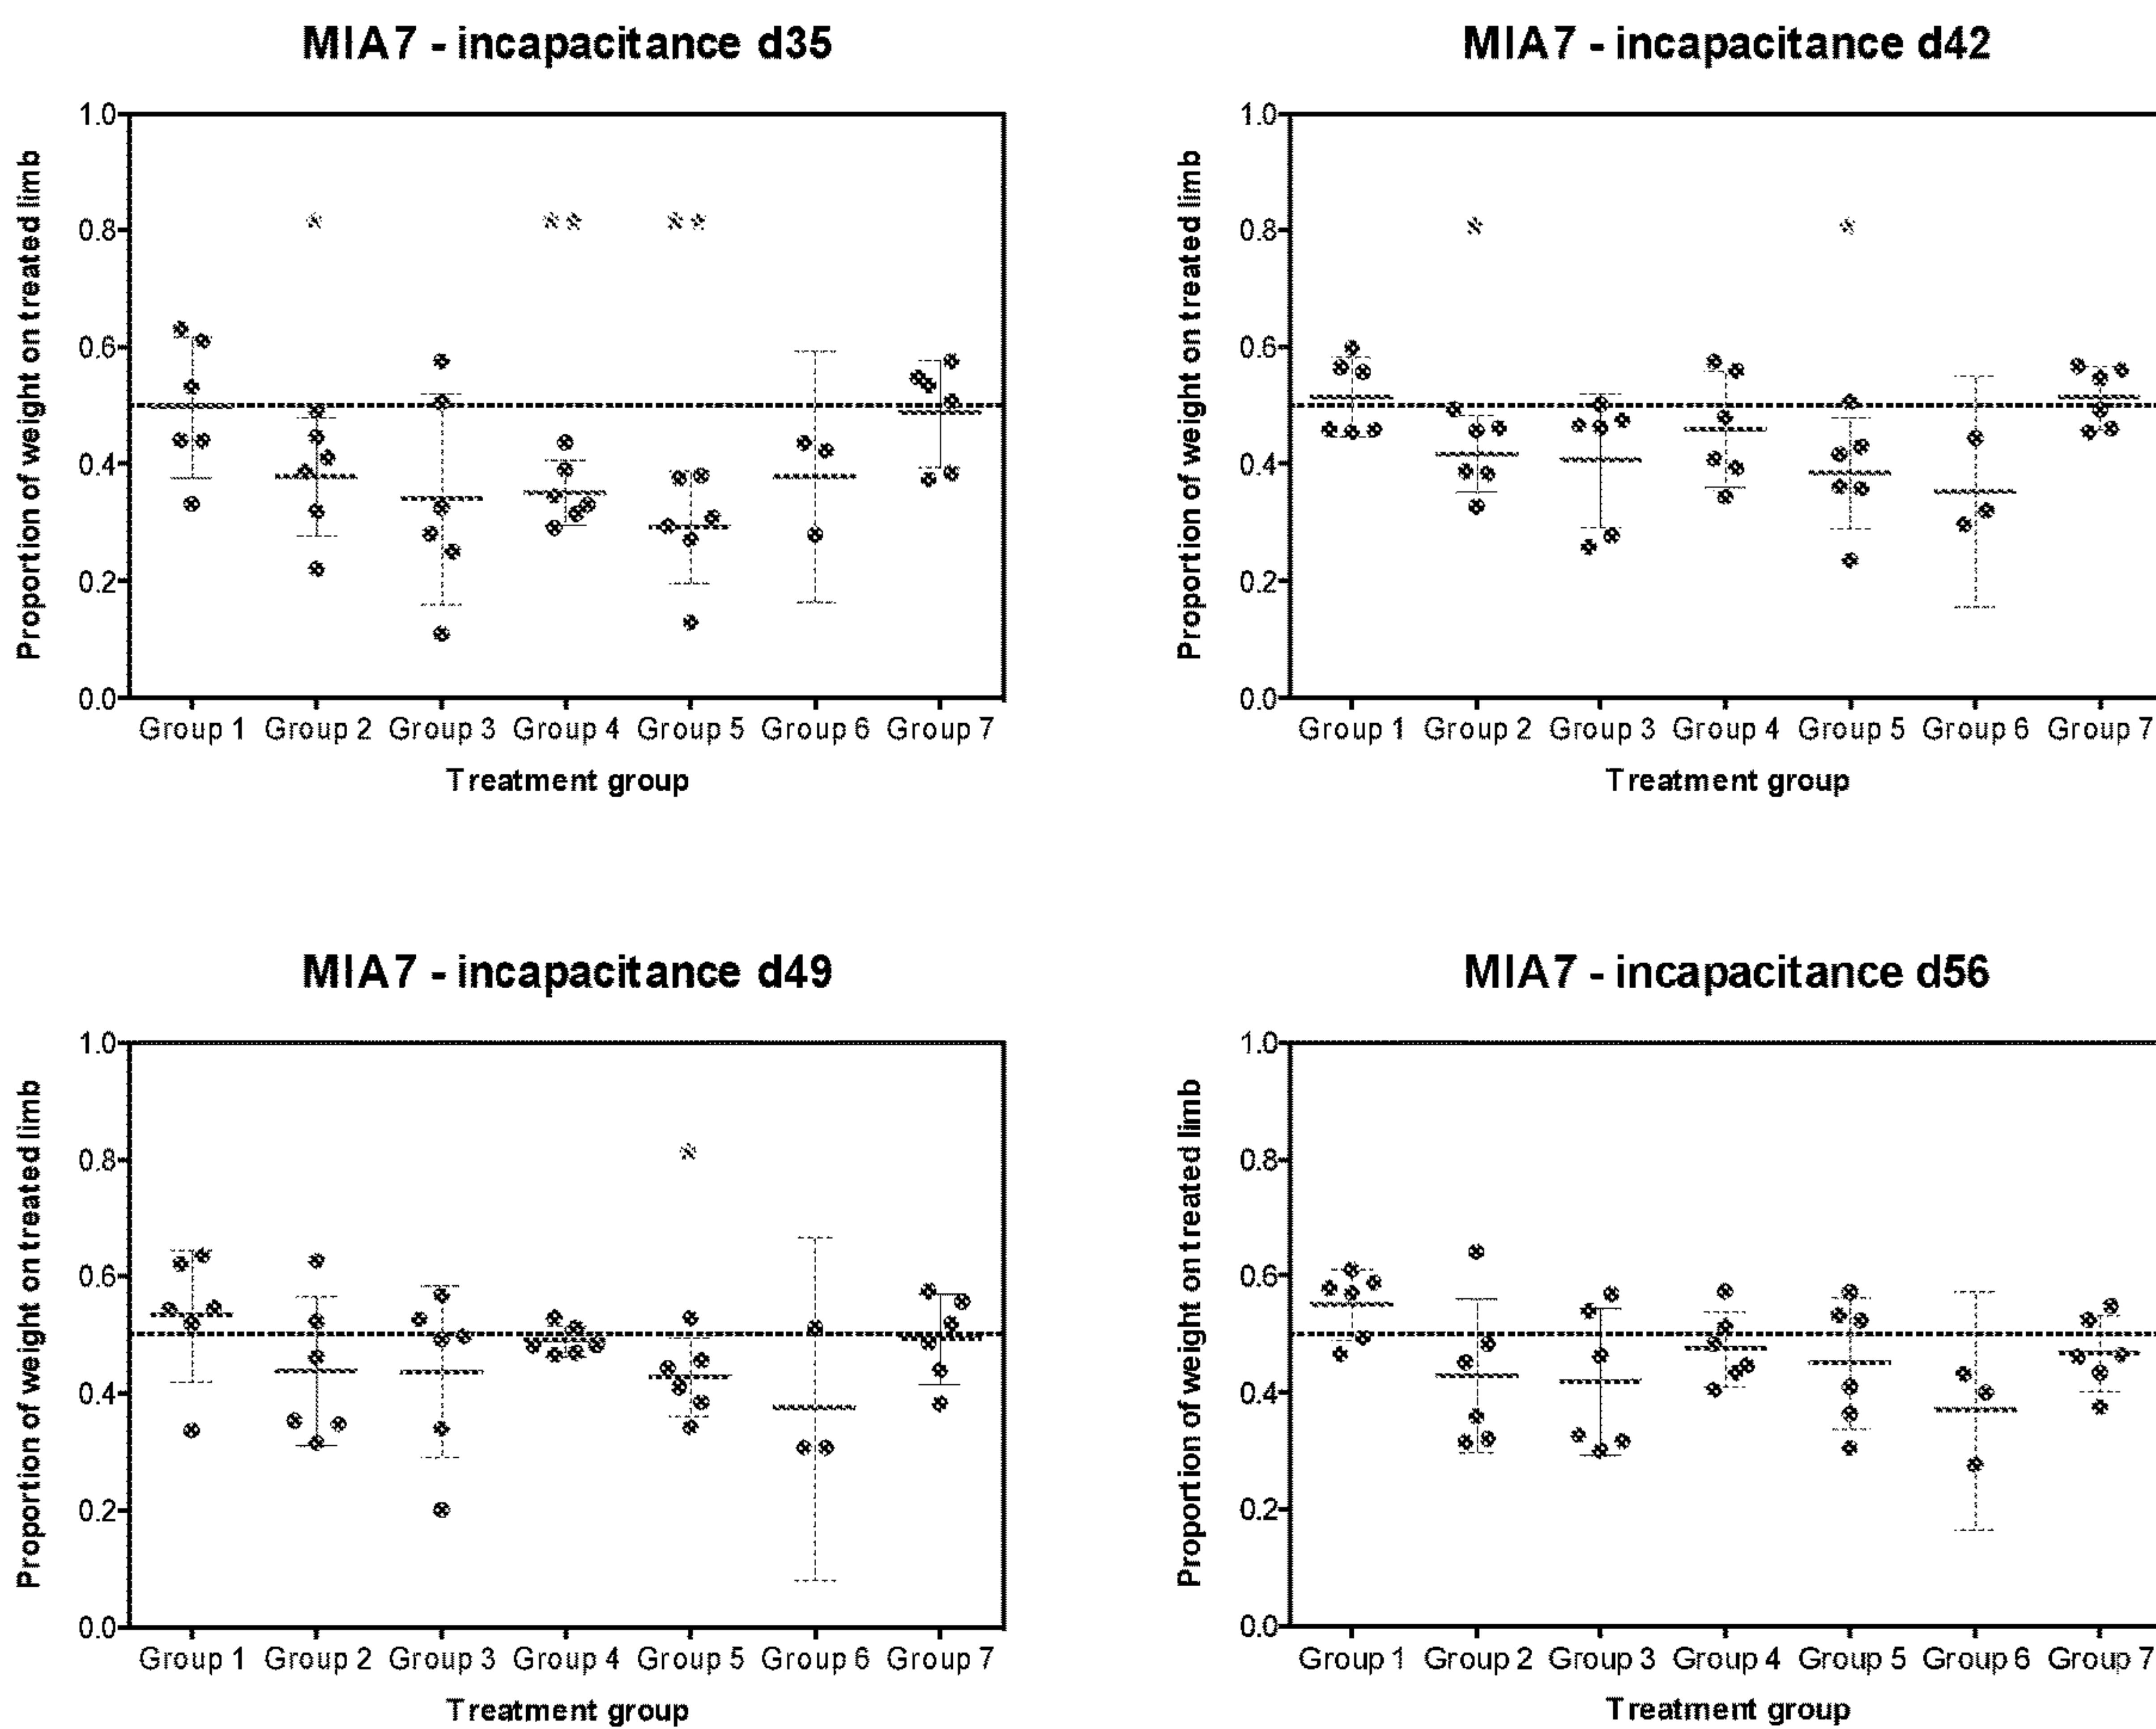 MIA7 - incapacitance d35
Proportion of weight on treated limb
1.0
0.8
0.6
0.4
0.2
0.0
* ** **
Group 1 Group 2 Group 3 Group 4 Group 5 Group 6 Group 7
Treatment group
MIA7 - incapacitance d42
Proportion of weight on treated limb
1.0
0.8
0.6
0.4
0.2
0.0
* *
Group 1 Group 2 Group 3 Group 4 Group 5 Group 6 Group 7
Treatment group
MIA7 - incapacitance d49
Proportion of weight on treated limb
1.0
0.8
0.6
0.4
0.2
0.0
*
Group 1 Group 2 Group 3 Group 4 Group 5 Group 6 Group 7
Treatment group
MIA7 - incapacitance d56
Proportion of weight on treated limb
1.0
0.8
0.6
0.4
0.2
0.0
Group 1 Group 2 Group 3 Group 4 Group 5 Group 6 Group 7
Treatment group